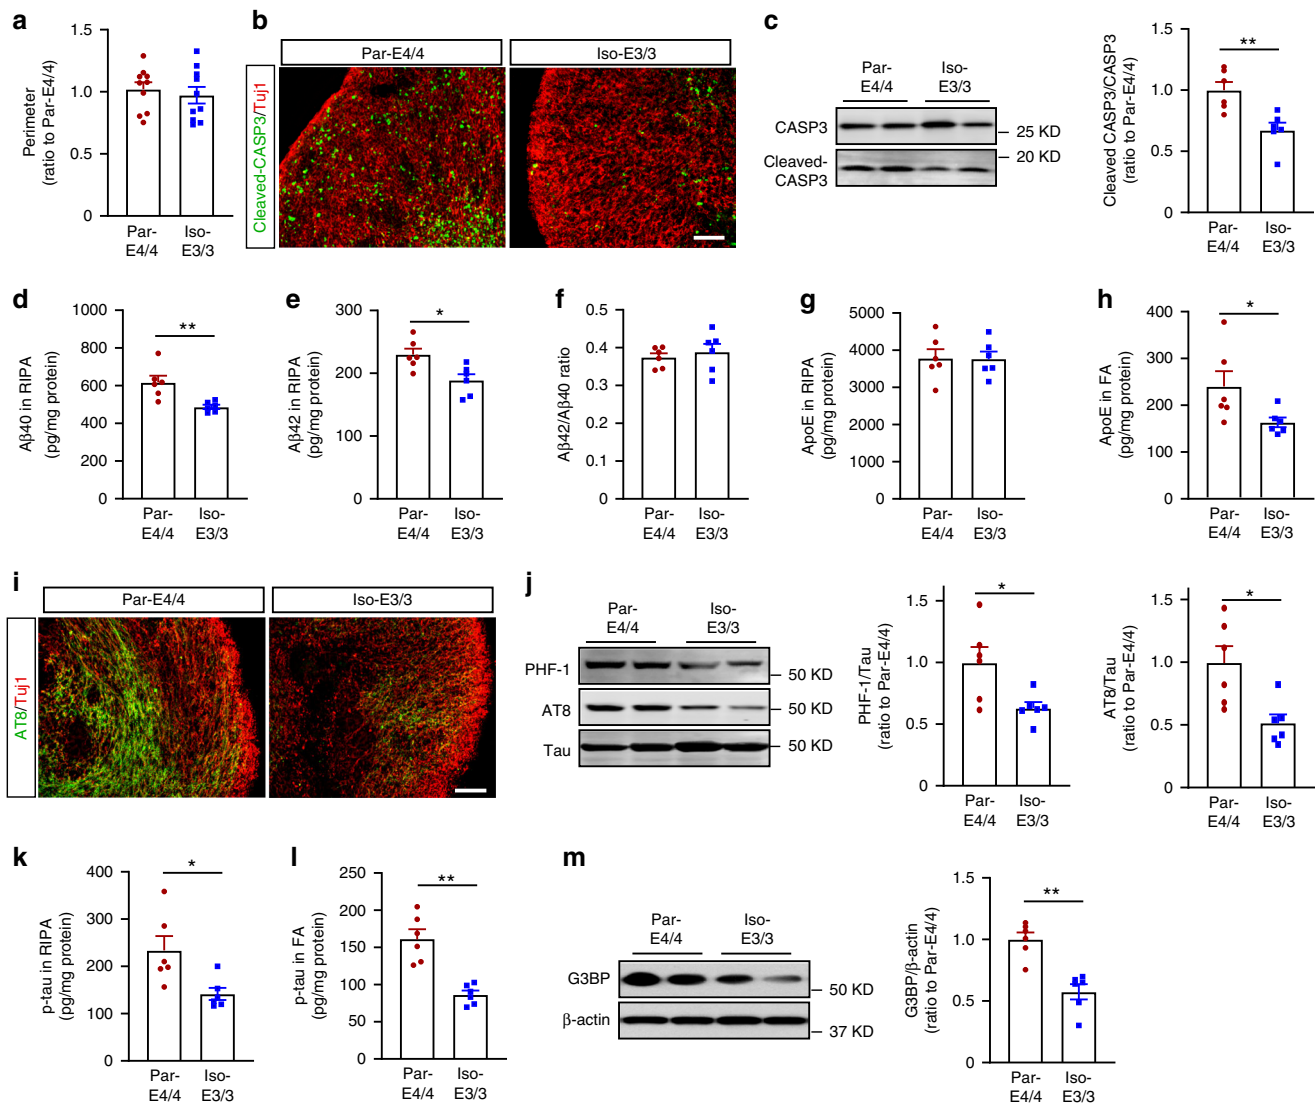 a
Perimeter
(ratio to Par-E4/4)
1.5
1.0
0.5
0
Par-
E4/4
Iso-
E3/3
b
Par-E4/4
Iso-E3/3
Cleaved-CASP3/Tuj1
c
Par-
E4/4
Iso-
E3/3
CASP3
25 KD
20 KD
Cleaved-
CASP3
Cleaved CASP3/CASP
(ratio to Par-E4/4)
1.5
1.0
0.5
0
**
Par-
E4/4
Iso-
E3/3
d
Aβ40 in RIPA
(pg/mg protein)
1000
800
600
400
200
0
**
Par-
E4/4
Iso-
E3/3
e
Aβ42 in RIPA
(pg/mg protein)
300
200
100
0
*
Par-
E4/4
Iso-
E3/3
f
Aβ42/Aβ40 ratio
0.5
0.4
0.3
0.2
0.1
0
Par-
E4/4
Iso-
E3/3
g
ApoE in RIPA
(pg/mg protein)
5000
4000
3000
2000
1000
0
Par-
E4/4
Iso-
E3/3
h
ApoE in FA
(pg/mg protein)
400
300
200
100
0
*
Par-
E4/4
Iso-
E3/3
i
Par-E4/4
Iso-E3/3
AT8/Tuj1
j
Par-
E4/4
Iso-
E3/3
PHF-1
50 KD
AT8
50 KD
Tau
50 KD
PHF-1/Tau
(ratio to Par-E4/4)
1.5
1.0
0.5
0
*
Par-
E4/4
Iso-
E3/3
AT8/Tau
(ratio to Par-E4/4)
1.5
1.0
0.5
0
*
Par-
E4/4
Iso-
E3/3
k
p-tau in RIPA
(pg/mg protein)
400
300
200
100
0
*
Par-
E4/4
Iso-
E3/3
l
p-tau in FA
(pg/mg protein)
250
200
150
100
50
0
**
Par-
E4/4
Iso-
E3/3
m
Par-
E4/4
Iso-
E3/3
G3BP
50 KD
β-actin
37 KD
G3BP/β-actin
(ratio to Par-E4/4)
1.5
1.0
0.5
0
**
Par-
E4/4
Iso-
E3/3